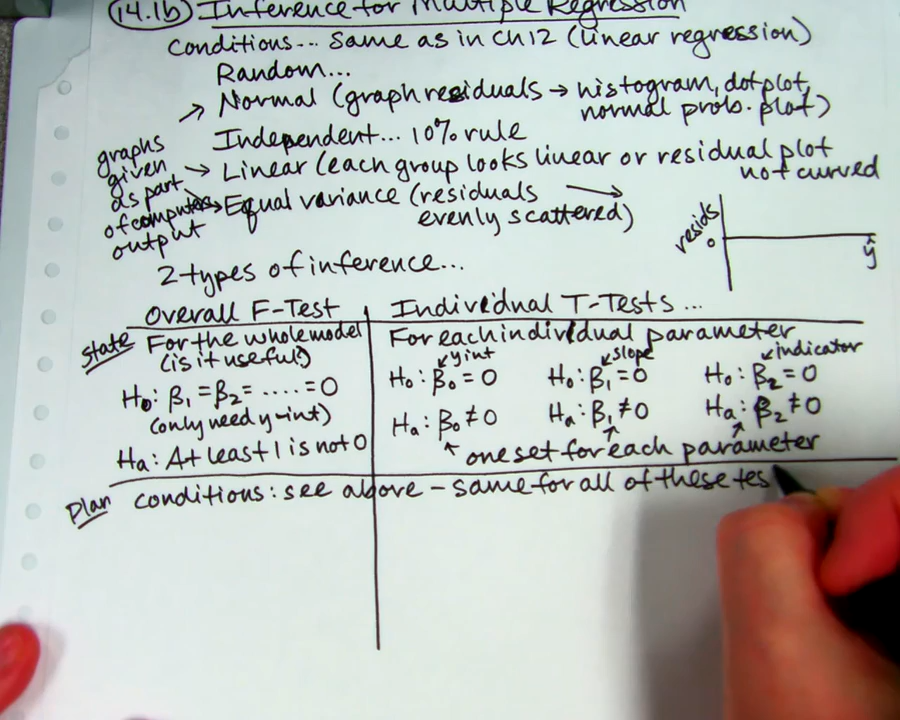 14.1b Inference for Multiple Regression
conditions... same as in Ch12 (linear regression)
Random...
→ Normal (graph residuals → histogram, dotplot,
normal prob. plot)
Independent... 10% rule
graphs
given
as part
of computer
output
→ Linear (each group looks linear or residual plot
not curved
→ Equal variance (residuals →
evenly scattered)
resids
0
ŷ
2 types of inference...
Overall F-Test
Individual T-Tests ...
State
For the whole model
(is it useful?)
H₀: β₁ = β₂ = ..... = 0
(only need y-int)
Ha: At least 1 is not 0
For each individual parameter
↙ y int
↙ slope
↙ indicator
H₀: β₀ = 0
H₀: β₁ = 0
H₀: β₂ = 0
Ha: β₀ ≠ 0
Ha: β₁ ≠ 0
Ha: β₂ ≠ 0
↖ one set for each parameter
Plan
conditions: see above – same for all of these tes